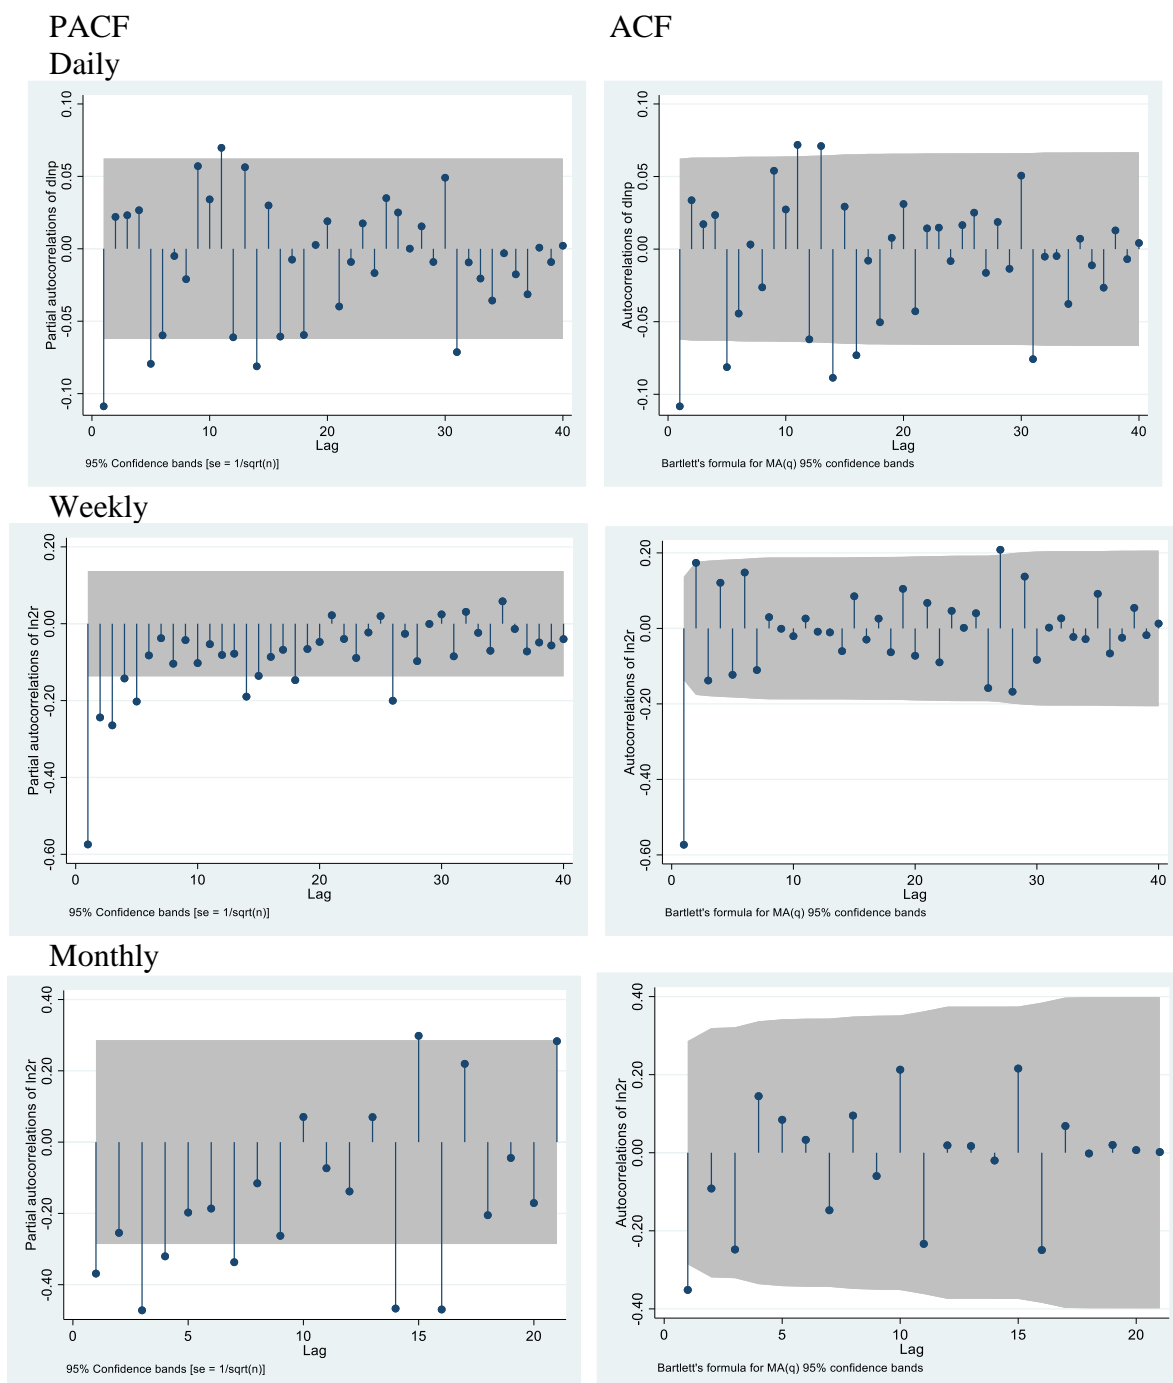 PACF
ACF
Daily
Partial autocorrelations of dlnp
0.10
0.05
0.00
-0.05
-0.10
0
10
20
30
40
Lag
95% Confidence bands [se = 1/sqrt(n)]
Autocorrelations of dlnp
0.10
0.05
0.00
-0.05
-0.10
0
10
20
30
40
Lag
Bartlett's formula for MA(q) 95% confidence bands
Weekly
Partial autocorrelations of ln2r
0.20
0.00
-0.20
-0.40
-0.60
0
10
20
30
40
Lag
95% Confidence bands [se = 1/sqrt(n)]
Autocorrelations of ln2r
0.20
0.00
-0.20
-0.40
-0.60
0
10
20
30
40
Lag
Bartlett's formula for MA(q) 95% confidence bands
Monthly
Partial autocorrelations of ln2r
0.40
0.20
0.00
-0.20
-0.40
0
5
10
15
20
Lag
95% Confidence bands [se = 1/sqrt(n)]
Autocorrelations of ln2r
0.40
0.20
0.00
-0.20
-0.40
0
5
10
15
20
Lag
Bartlett's formula for MA(q) 95% confidence bands